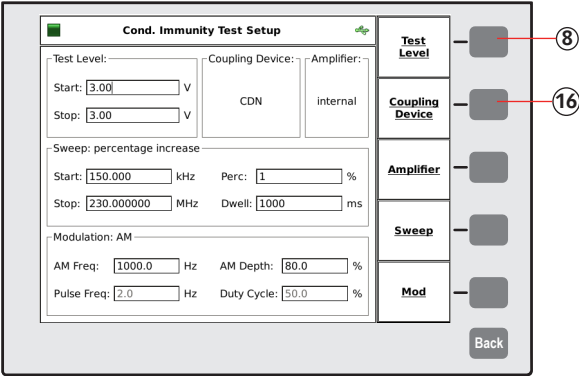 Cond. Immunity Test Setup
Test Level:
Start: 3.00 V
Stop: 3.00 V
Coupling Device:
CDN
Amplifier:
internal
Sweep: percentage increase
Start: 150.000 kHz Perc: 1 %
Stop: 230.000000 MHz Dwell: 1000 ms
Modulation: AM
AM Freq: 1000.0 Hz AM Depth: 80.0 %
Pulse Freq: 2.0 Hz Duty Cycle: 50.0 %
Test
Level
8
Coupling
Device
16
Amplifier
Sweep
Mod
Back